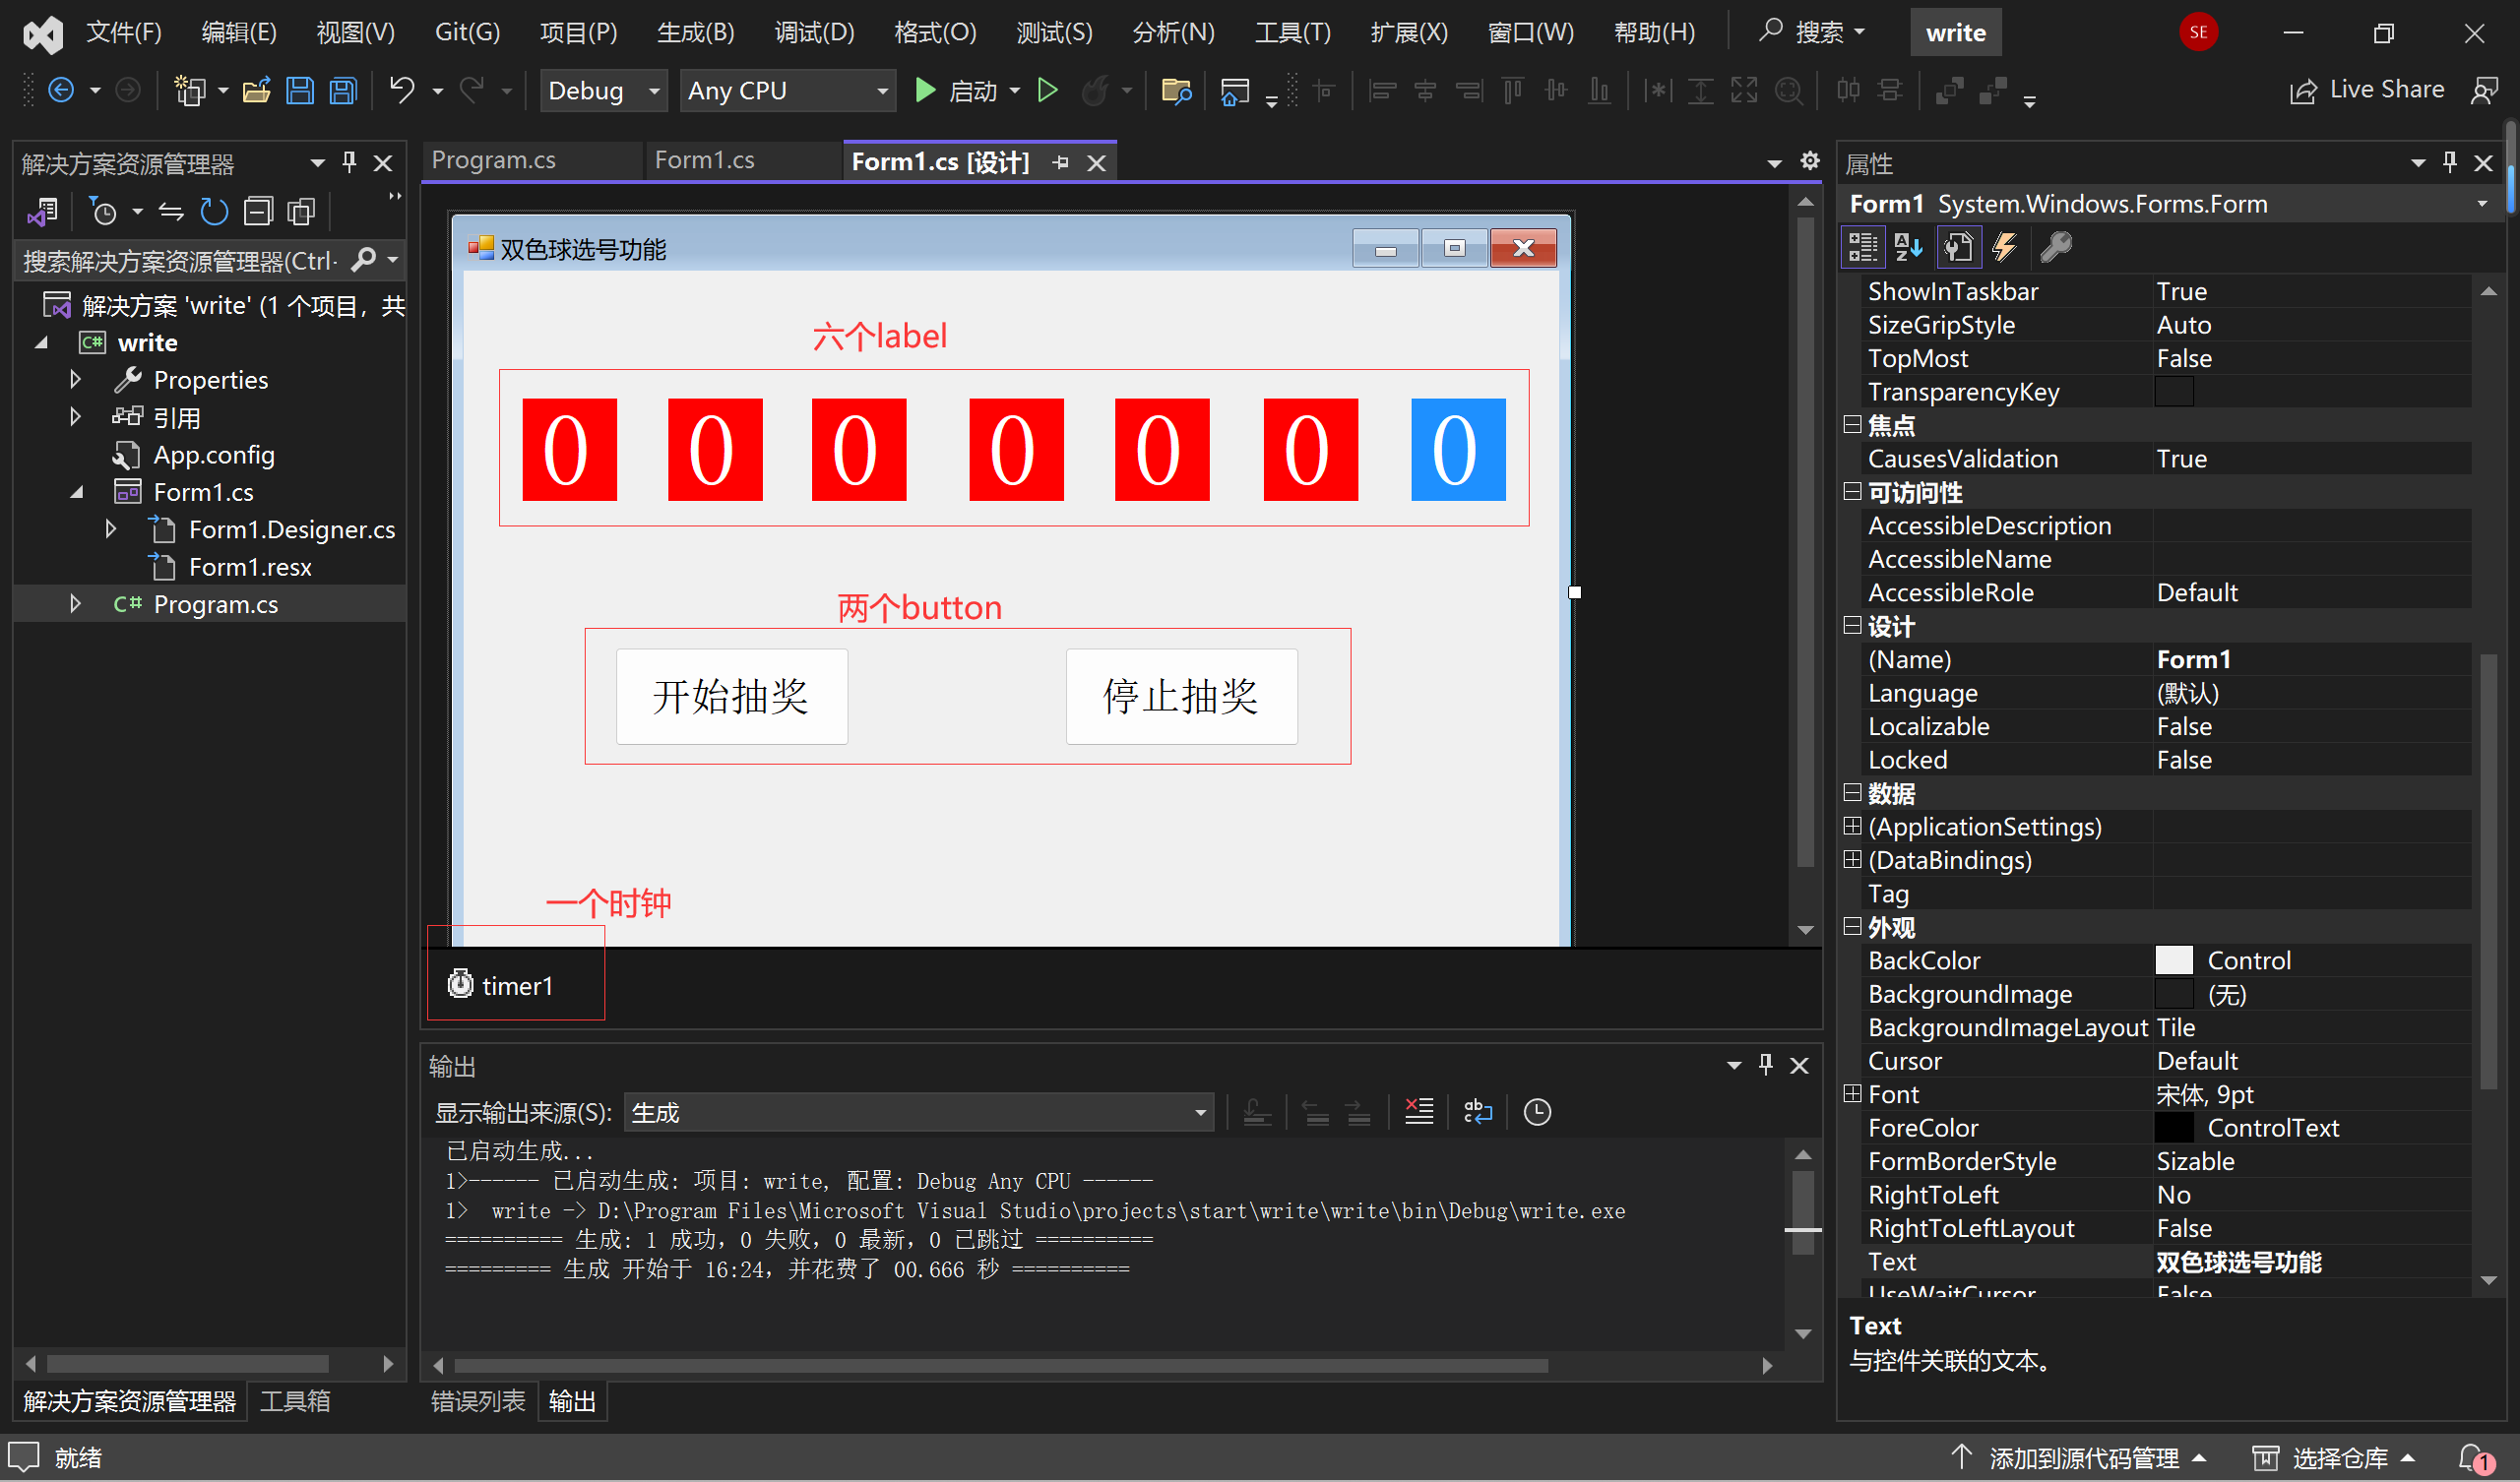 文件(F) 编辑(E) 视图(V) Git(G) 项目(P) 生成(B) 调试(D) 格式(O) 测试(S) 分析(N) 工具(T) 扩展(X) 窗口(W) 帮助(H) 搜索 write SE
Debug Any CPU 启动 Live Share
解决方案资源管理器
搜索解决方案资源管理器(Ctrl-
解决方案 'write' (1 个项目, 共
write
Properties
引用
App.config
Form1.cs
Form1.Designer.cs
Form1.resx
C# Program.cs
解决方案资源管理器 工具箱
Program.cs Form1.cs Form1.cs [设计]
双色球选号功能
六个label
0 0 0 0 0 0 0
两个button
开始抽奖 停止抽奖
一个时钟
timer1
输出
显示输出来源(S): 生成
已启动生成...
1>------ 已启动生成: 项目: write, 配置: Debug Any CPU ------
1>  write -> D:\Program Files\Microsoft Visual Studio\projects\start\write\write\bin\Debug\write.exe
========== 生成: 1 成功，0 失败，0 最新，0 已跳过 ==========
========= 生成 开始于 16:24，并花费了 00.666 秒 ==========
错误列表 输出
属性
Form1 System.Windows.Forms.Form
ShowInTaskbar True
SizeGripStyle Auto
TopMost False
TransparencyKey
焦点
CausesValidation True
可访问性
AccessibleDescription
AccessibleName
AccessibleRole Default
设计
(Name) Form1
Language (默认)
Localizable False
Locked False
数据
(ApplicationSettings)
(DataBindings)
Tag
外观
BackColor Control
BackgroundImage (无)
BackgroundImageLayout Tile
Cursor Default
Font 宋体, 9pt
ForeColor ControlText
FormBorderStyle Sizable
RightToLeft No
RightToLeftLayout False
Text 双色球选号功能
UseWaitCursor False
Text
与控件关联的文本。
就绪 添加到源代码管理 选择仓库 1